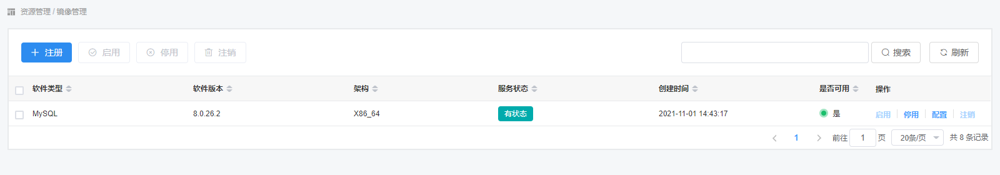 资源管理 / 镜像管理
注册 启用 停用 注销 搜索 刷新
软件类型 软件版本 架构 服务状态 创建时间 是否可用 操作
MySQL 8.0.26.2 X86_64 有状态 2021-11-01 14:43:17 是 启用 停用 配置 注销
1 前往 1 页 20条/页 共 8 条记录